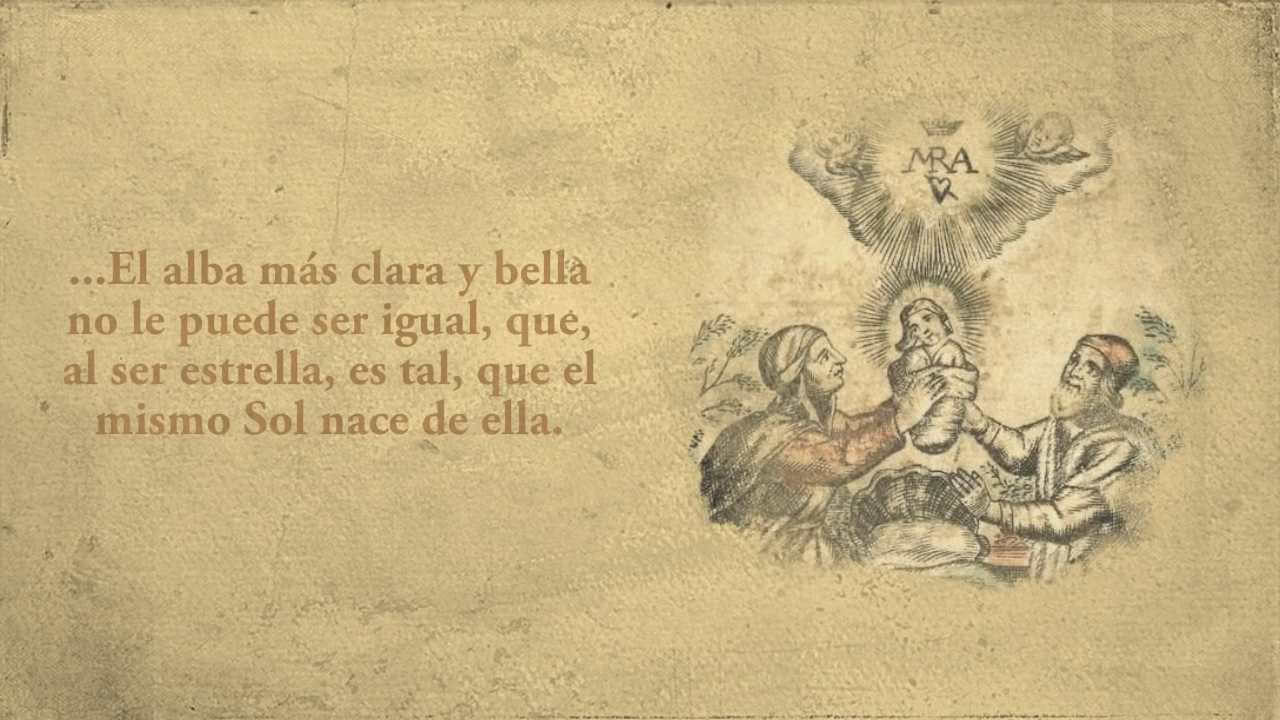 ...El alba más clara y bella
no le puede ser igual, que,
al ser estrella, es tal, que el
mismo Sol nace de ella.
MRA